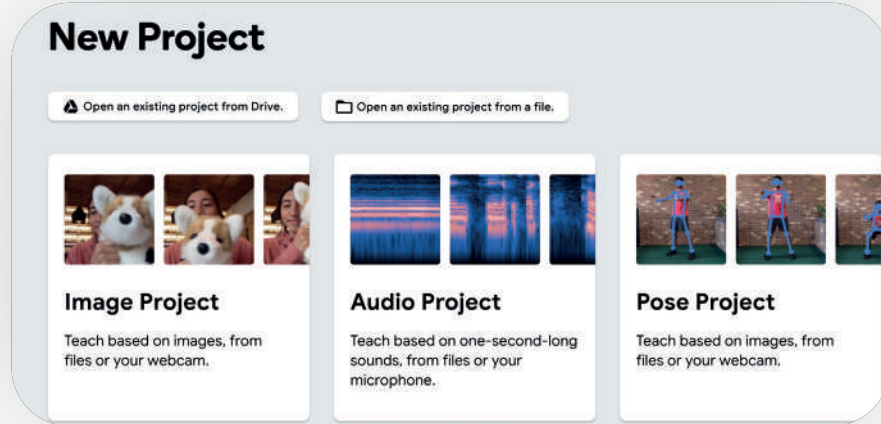 New Project
Open an existing project from Drive.
Open an existing project from a file.
Image Project
Teach based on images, from
files or your webcam.
Audio Project
Teach based on one-second-long
sounds, from files or your
microphone.
Pose Project
Teach based on images, from
files or your webcam.